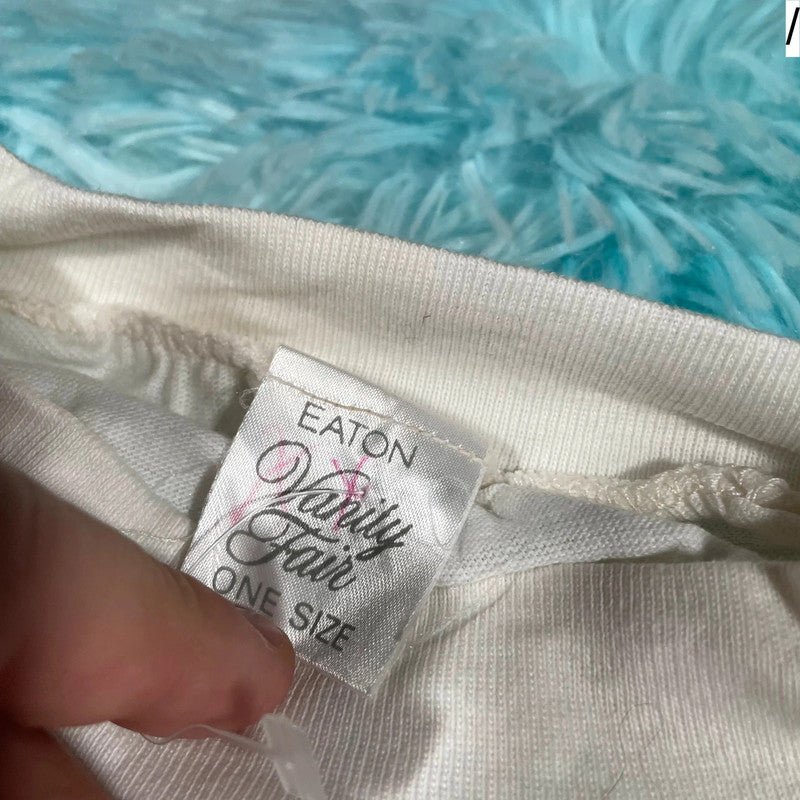 EATON
Vanity
Fair
ONE SIZE
/